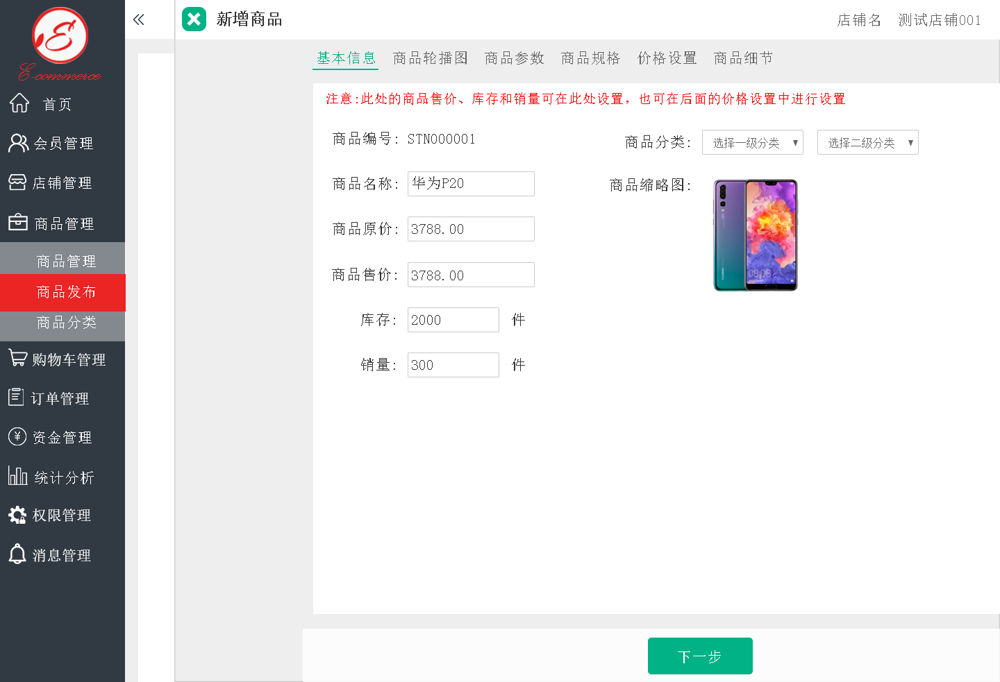 E-commerce
首页
会员管理
店铺管理
商品管理
商品管理
商品发布
商品分类
购物车管理
订单管理
资金管理
统计分析
权限管理
消息管理
新增商品
店铺名 测试店铺001
基本信息 商品轮播图 商品参数 商品规格 价格设置 商品细节
注意:此处的商品售价、库存和销量可在此处设置，也可在后面的价格设置中进行设置
商品编号: STN000001
商品分类: 选择一级分类 选择二级分类
商品名称: 华为P20
商品缩略图:
08:08
HUAWEI
商品原价: 3788.00
商品售价: 3788.00
库存: 2000 件
销量: 300 件
下一步